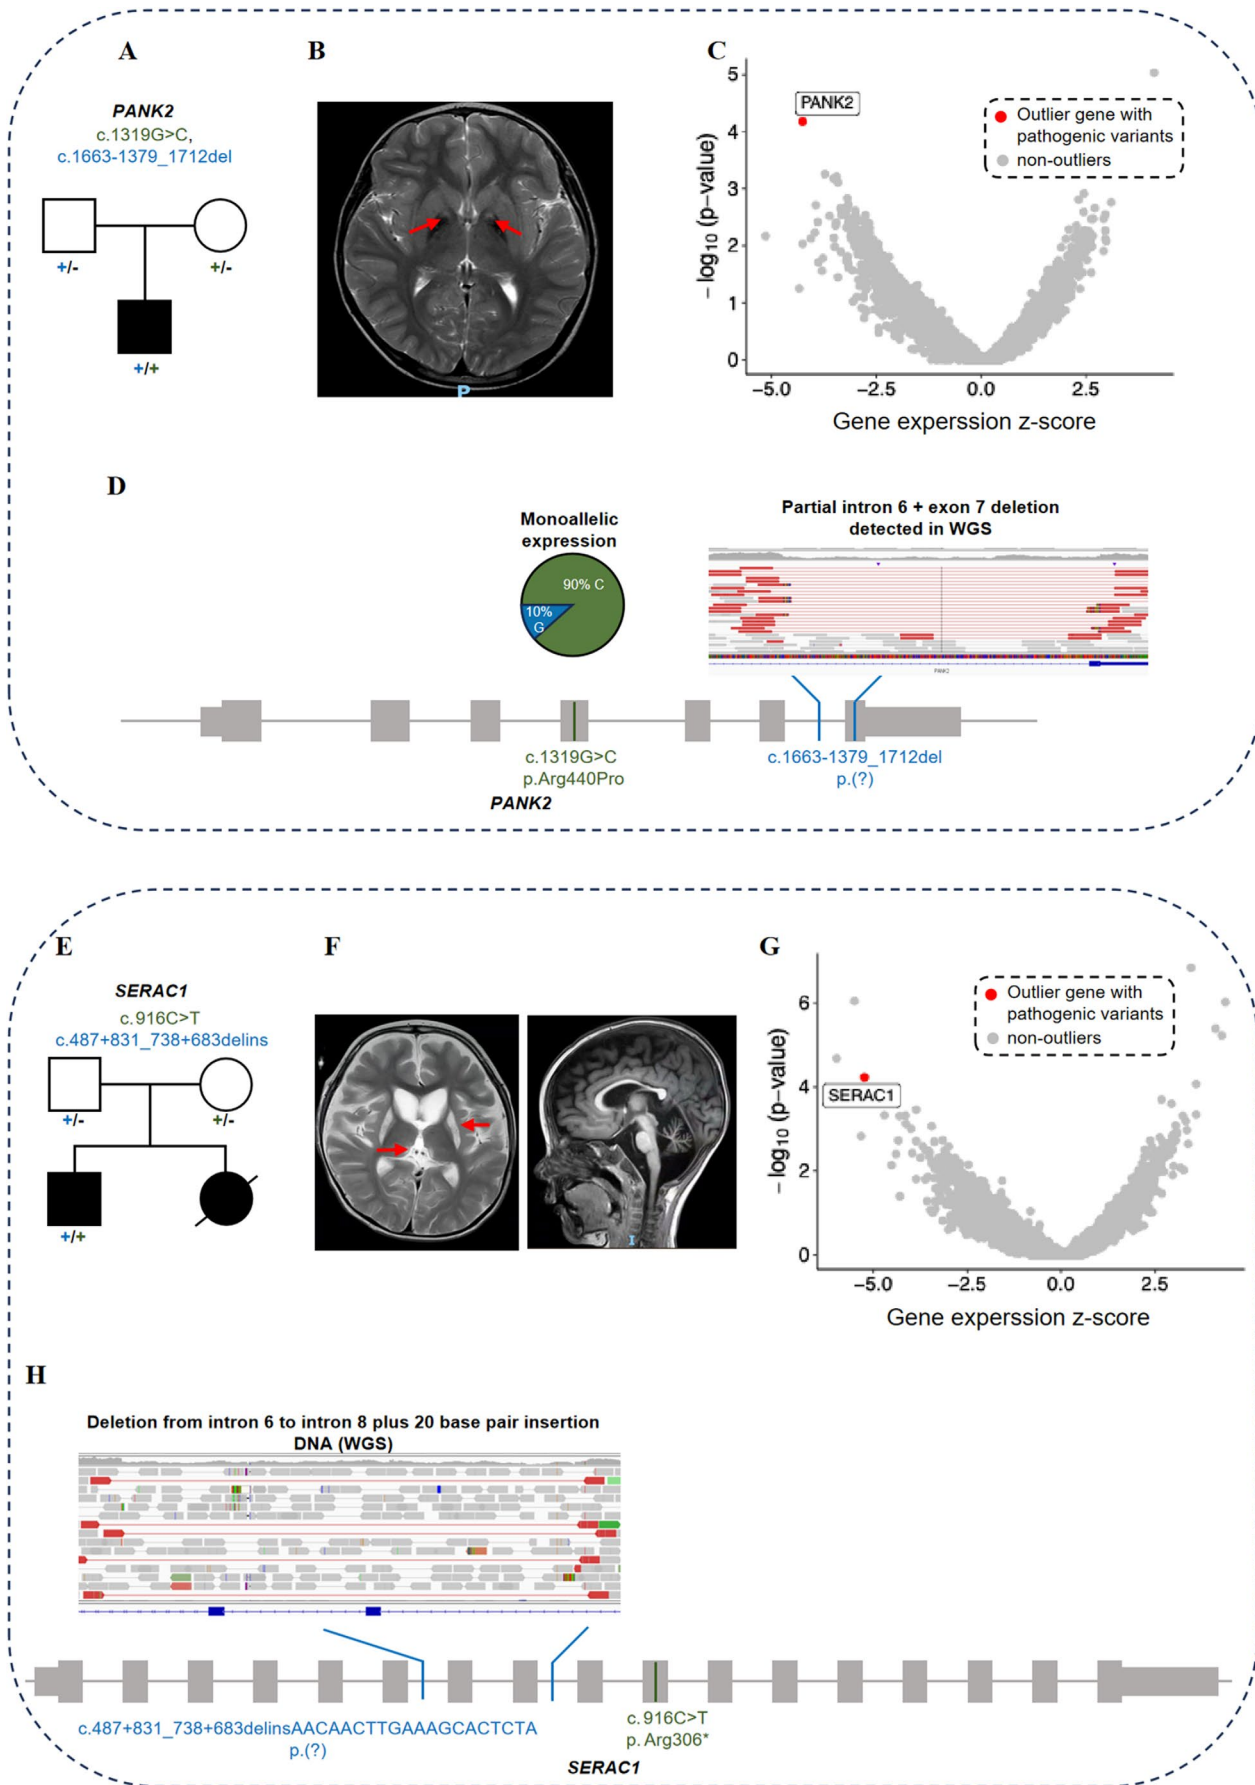 A
B
C
PANK2
c.1319G>C,
c.1663-1379_1712del
+/-
+/-
+/+
P
5
4
3
2
1
0
− log10 (p−value)
PANK2
Outlier gene with
pathogenic variants
non-outliers
-5.0
-2.5
0.0
2.5
Gene experssion z-score
D
Monoallelic
expression
90% C
10%
G
Partial intron 6 + exon 7 deletion
detected in WGS
PANK2
c.1319G>C
p.Arg440Pro
c.1663-1379_1712del
p.(?)
PANK2
E
F
G
SERAC1
c.916C>T
c.487+831_738+683delins
+/-
+/-
+/+
I
6
4
2
0
− log10 (p−value)
SERAC1
Outlier gene with
pathogenic variants
non-outliers
-5.0
-2.5
0.0
2.5
Gene experssion z-score
H
Deletion from intron 6 to intron 8 plus 20 base pair insertion
DNA (WGS)
c.487+831_738+683delinsAACAACTTGAAAGCACTCTA
p.(?)
c.916C>T
p. Arg306*
SERAC1